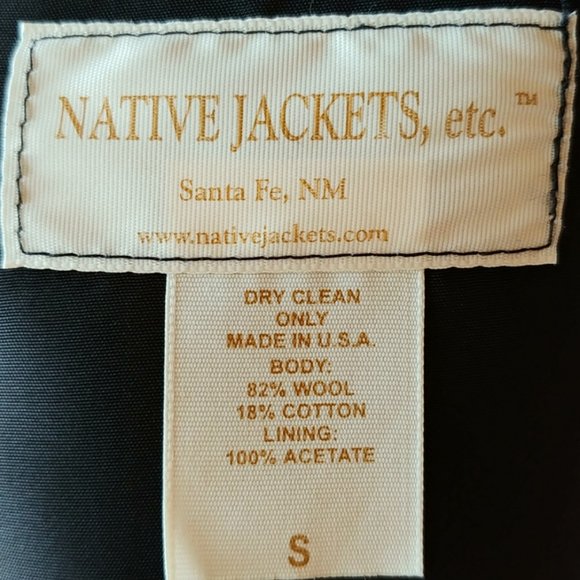 NATIVE JACKETS, etc.™
Santa Fe, NM
www.nativejackets.com
DRY CLEAN
ONLY
MADE IN U.S.A.
BODY:
82% WOOL
18% COTTON
LINING:
100% ACETATE
S